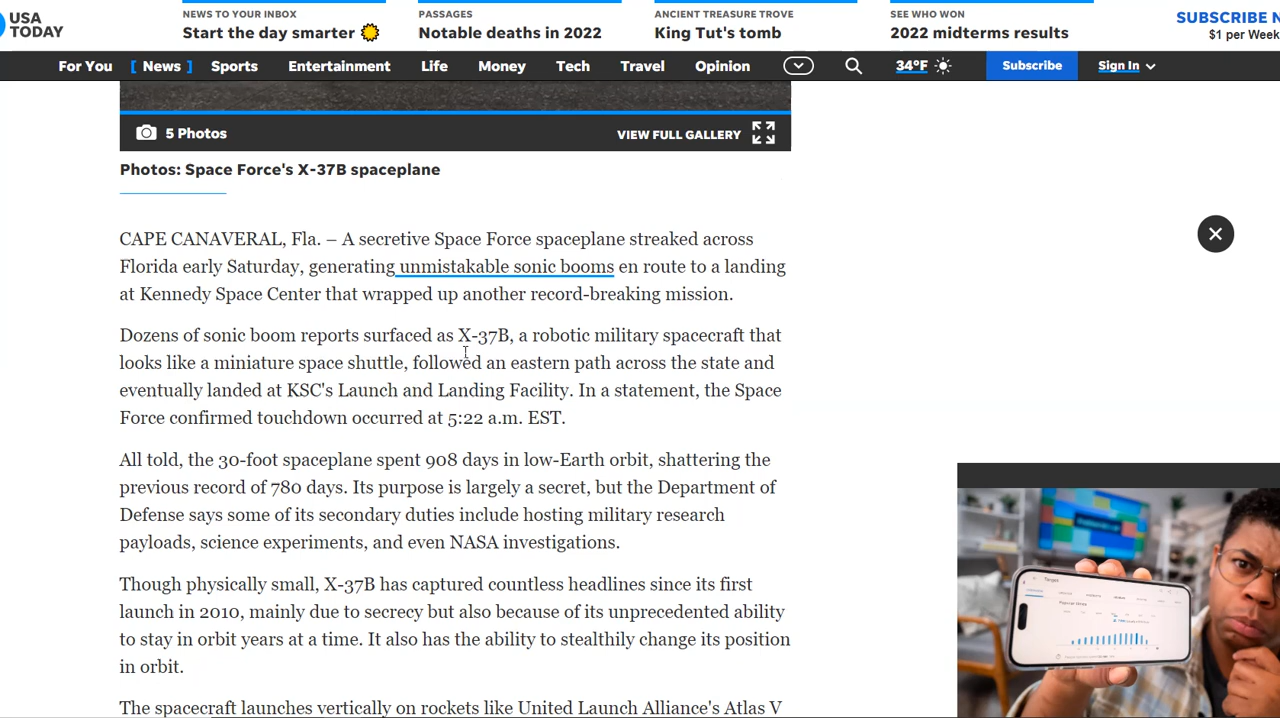 USA
TODAY
NEWS TO YOUR INBOX
Start the day smarter
PASSAGES
Notable deaths in 2022
ANCIENT TREASURE TROVE
King Tut's tomb
SEE WHO WON
2022 midterms results
SUBSCRIBE N
$1 per Week
For You
[ News ]
Sports
Entertainment
Life
Money
Tech
Travel
Opinion
34°F
Subscribe
Sign In
5 Photos
VIEW FULL GALLERY
Photos: Space Force's X-37B spaceplane
CAPE CANAVERAL, Fla. – A secretive Space Force spaceplane streaked across
Florida early Saturday, generating unmistakable sonic booms en route to a landing
at Kennedy Space Center that wrapped up another record-breaking mission.
Dozens of sonic boom reports surfaced as X-37B, a robotic military spacecraft that
looks like a miniature space shuttle, followed an eastern path across the state and
eventually landed at KSC's Launch and Landing Facility. In a statement, the Space
Force confirmed touchdown occurred at 5:22 a.m. EST.
All told, the 30-foot spaceplane spent 908 days in low-Earth orbit, shattering the
previous record of 780 days. Its purpose is largely a secret, but the Department of
Defense says some of its secondary duties include hosting military research
payloads, science experiments, and even NASA investigations.
Though physically small, X-37B has captured countless headlines since its first
launch in 2010, mainly due to secrecy but also because of its unprecedented ability
to stay in orbit years at a time. It also has the ability to stealthily change its position
in orbit.
The spacecraft launches vertically on rockets like United Launch Alliance's Atlas V
Target